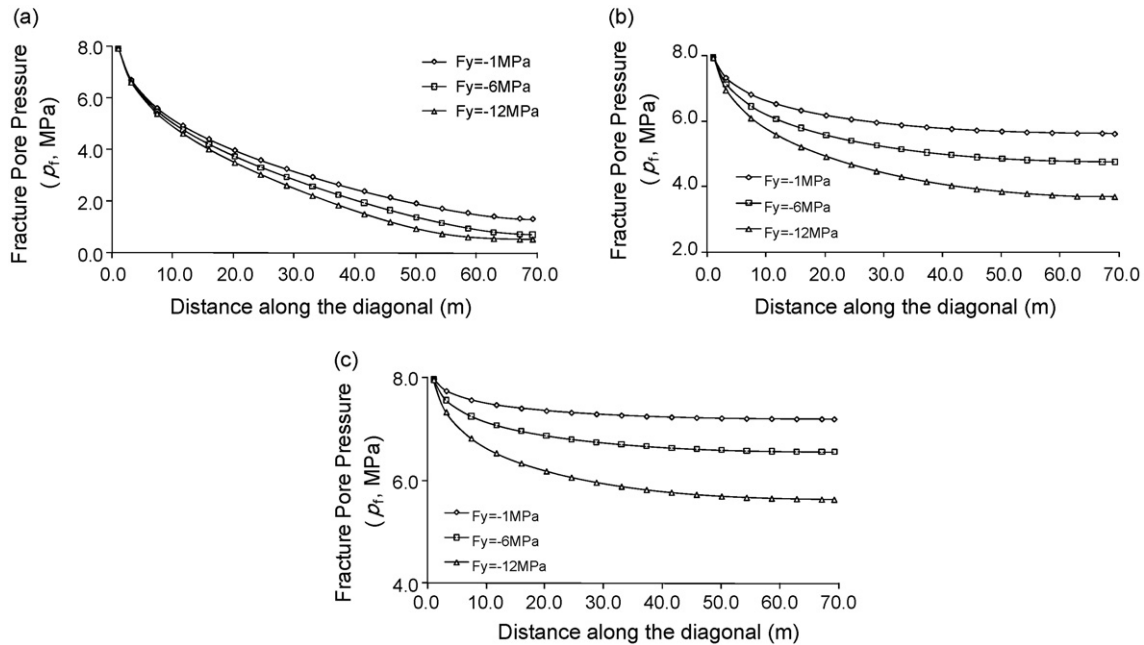 (a)
Fracture Pore Pressure
(pf, MPa)
8.0
6.0
4.0
2.0
0.0
Fy=-1MPa
Fy=-6MPa
Fy=-12MPa
0.0 10.0 20.0 30.0 40.0 50.0 60.0 70.0
Distance along the diagonal (m)
(b)
Fracture Pore Pressure
(pf, MPa)
8.0
6.0
4.0
2.0
Fy=-1MPa
Fy=-6MPa
Fy=-12MPa
0.0 10.0 20.0 30.0 40.0 50.0 60.0 70.0
Distance along the diagonal (m)
(c)
Fracture Pore Pressure
(pf, MPa)
8.0
6.0
4.0
Fy=-1MPa
Fy=-6MPa
Fy=-12MPa
0.0 10.0 20.0 30.0 40.0 50.0 60.0 70.0
Distance along the diagonal (m)